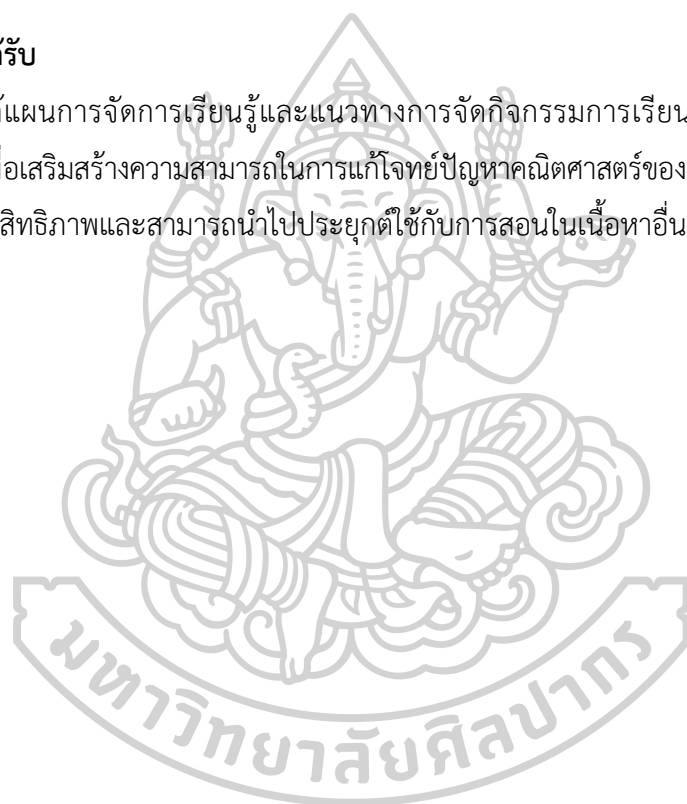 รับ
แผนการจัดการเรียนรู้และแนวทางการจัดกิจกรรมการเรียน
เสริมสร้างความสามารถในการแก้โจทย์ปัญหาคณิตศาสตร์ของ
สิทธิภาพและสามารถนำไปประยุกต์ใช้กับการสอนในเนื้อหาอื่น
มหาวิทยาลัยศิลปากร